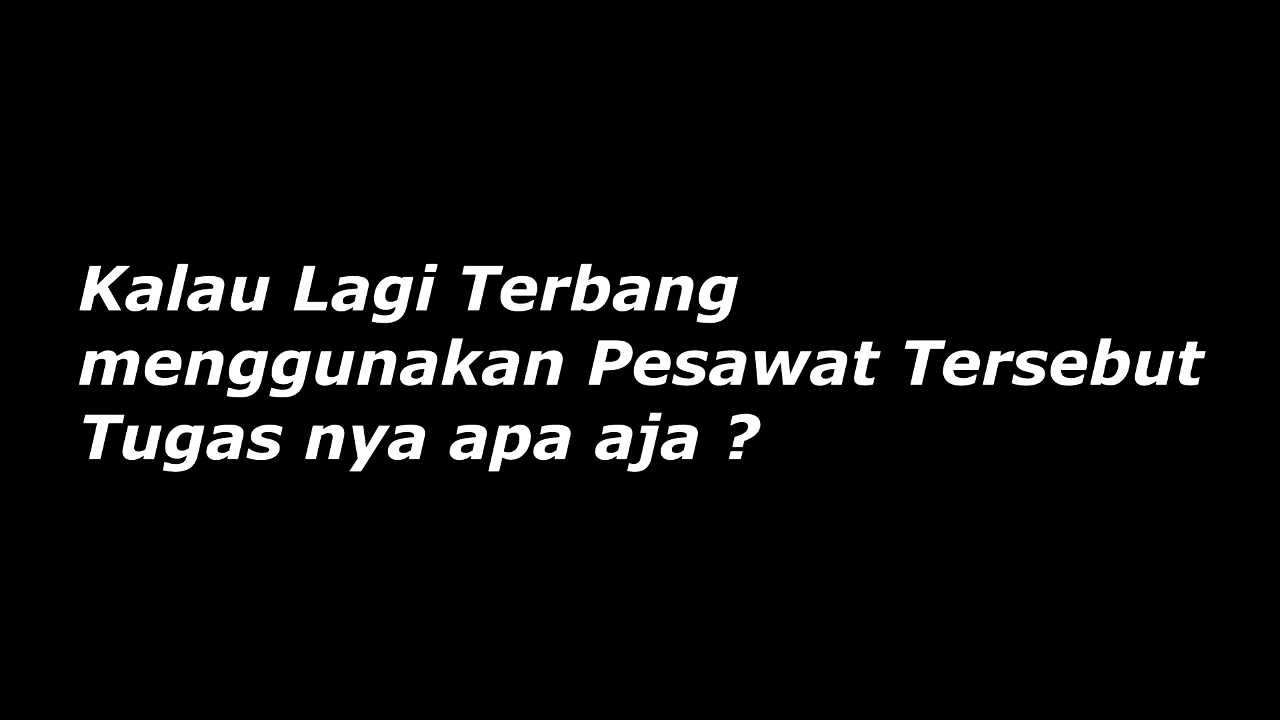 Kalau Lagi Terbang
menggunakan Pesawat Tersebut
Tugas nya apa aja ?